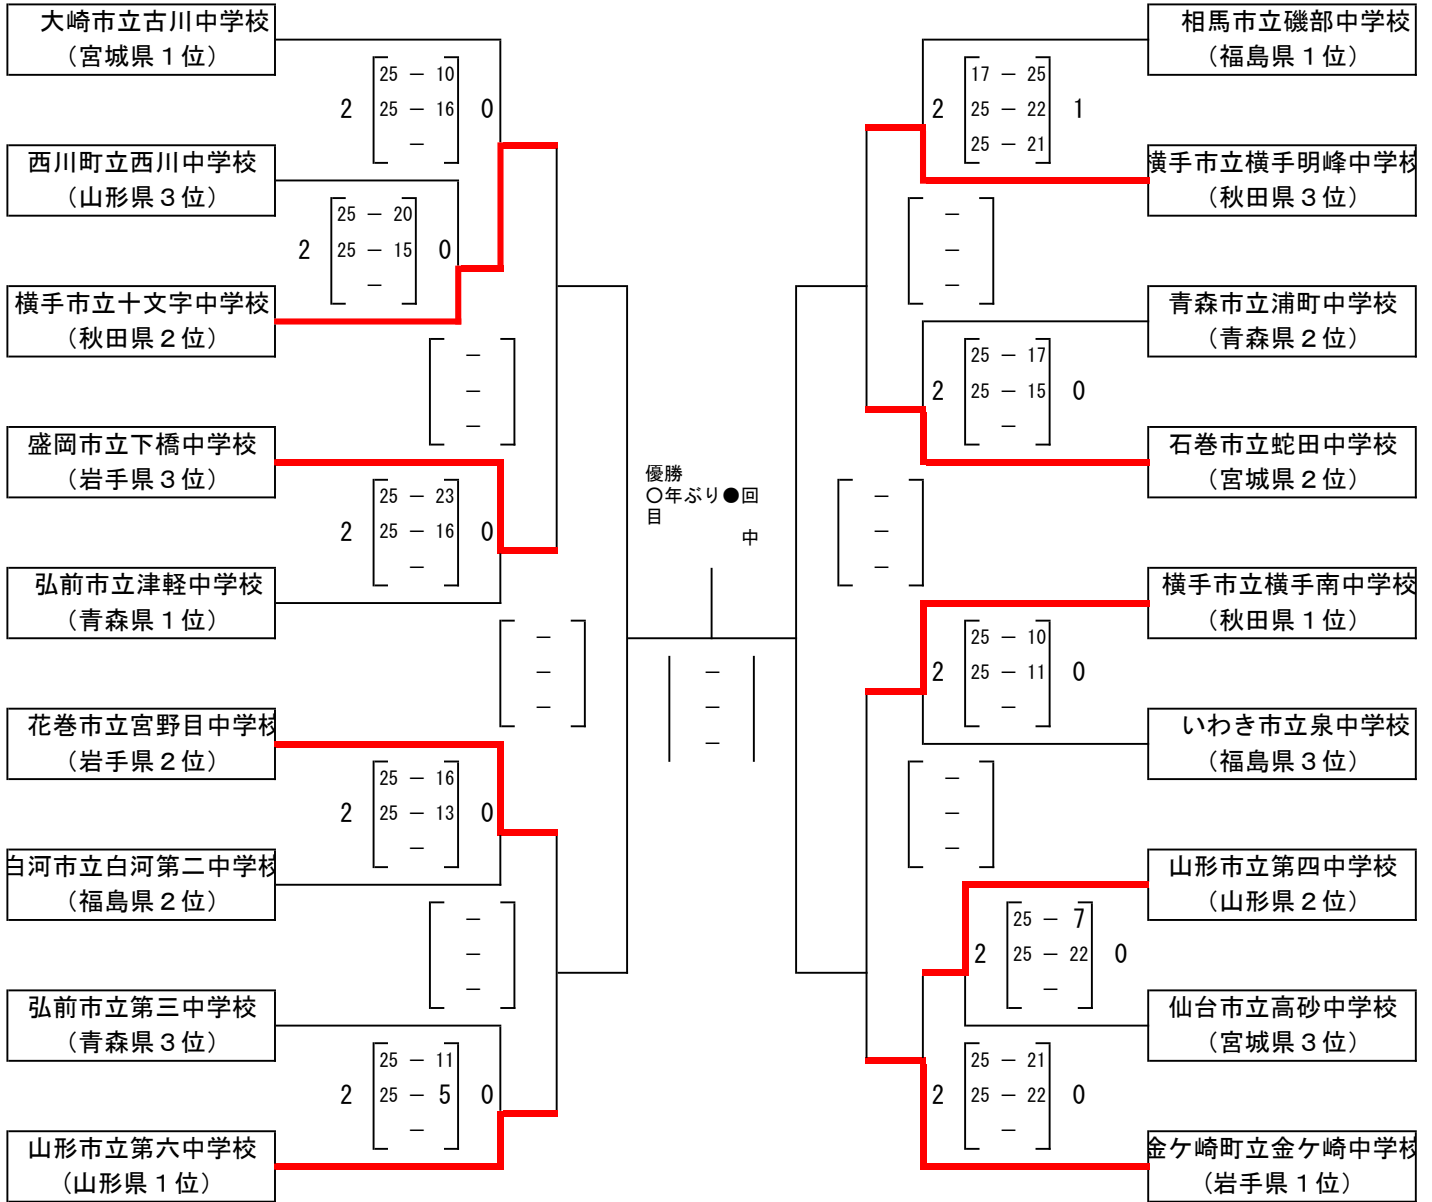 大崎市立古川中学校
（宮城県１位）
2 25 － 10 0
25 － 16
－
西川町立西川中学校
（山形県３位）
2 25 － 20 0
25 － 15
－
横手市立十文字中学校
（秋田県２位）
－
－
－
盛岡市立下橋中学校
（岩手県３位）
2 25 － 23 0
25 － 16
－
弘前市立津軽中学校
（青森県１位）
－
－
－
花巻市立宮野目中学校
（岩手県２位）
2 25 － 16 0
25 － 13
－
白河市立白河第二中学校
（福島県２位）
－
－
－
弘前市立第三中学校
（青森県３位）
2 25 － 11 0
25 － 5
－
山形市立第六中学校
（山形県１位）
優勝
○年ぶり●回
目
中
－
－
－
相馬市立磯部中学校
（福島県１位）
2 17 － 25 1
25 － 22
25 － 21
横手市立横手明峰中学校
（秋田県３位）
－
－
－
青森市立浦町中学校
（青森県２位）
2 25 － 17 0
25 － 15
－
石巻市立蛇田中学校
（宮城県２位）
－
－
－
横手市立横手南中学校
（秋田県１位）
2 25 － 10 0
25 － 11
－
いわき市立泉中学校
（福島県３位）
－
－
－
山形市立第四中学校
（山形県２位）
2 25 － 7 0
25 － 22
－
仙台市立高砂中学校
（宮城県３位）
2 25 － 21 0
25 － 22
－
金ケ崎町立金ケ崎中学校
（岩手県１位）